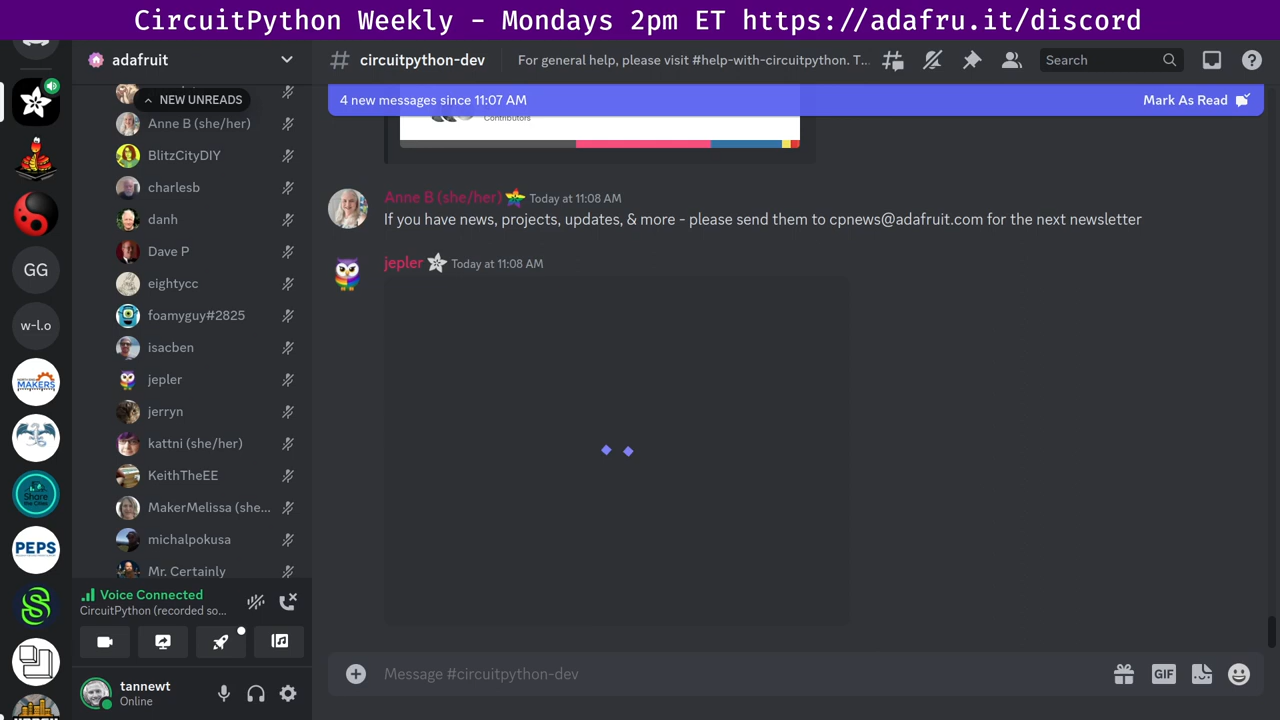 CircuitPython Weekly - Mondays 2pm ET https://adafru.it/discord
adafruit
circuitpython-dev
For general help, please visit #help-with-circuitpython. T...
Search
NEW UNREADS
4 new messages since 11:07 AM
Mark As Read
Contributors
Anne B (she/her)
BlitzCityDIY
charlesb
danh
Dave P
eightycc
foamyguy#2825
isacben
jepler
jerryn
kattni (she/her)
KeithTheEE
MakerMelissa (she...
michalpokusa
Mr. Certainly
GG
w-l.o
MAKERS
Share the Cities
PEPS
Anne B (she/her) Today at 11:08 AM
If you have news, projects, updates, & more - please send them to cpnews@adafruit.com for the next newsletter
jepler Today at 11:08 AM
Voice Connected
CircuitPython (recorded so...
tannewt
Online
Message #circuitpython-dev
GIF